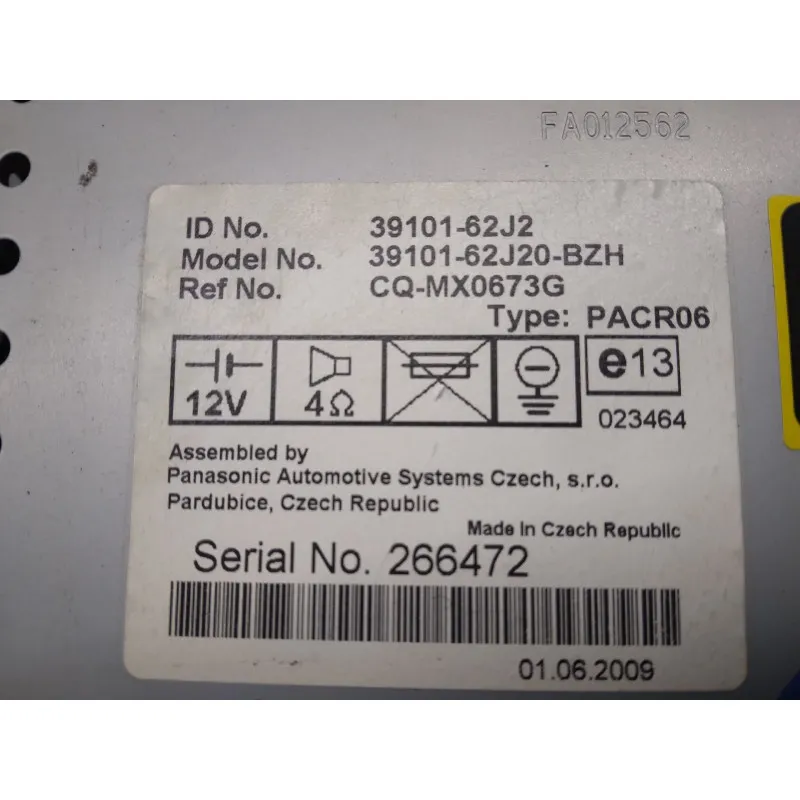 FA012562
ID No. 39101-62J2
Model No. 39101-62J20-BZH
Ref No. CQ-MX0673G
Type: PACR06
12V 4Ω e13
023464
Assembled by
Panasonic Automotive Systems Czech, s.r.o.
Pardubice, Czech Republic
Made in Czech Republic
Serial No. 266472
01.06.2009